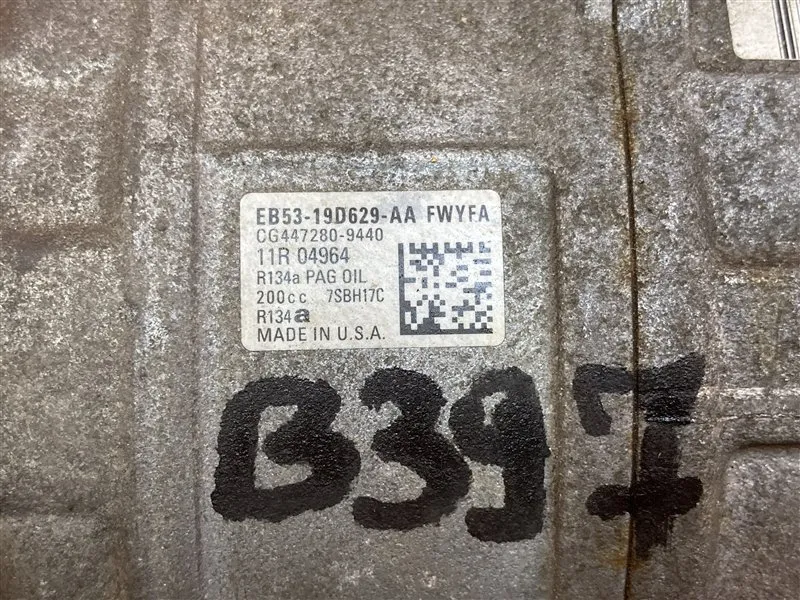 EB53-19D629-AA FWYFA
CG447280-9440
11R 04964
R134a PAG OIL
200cc 7SBH17C
R134a
MADE IN U.S.A.
B397